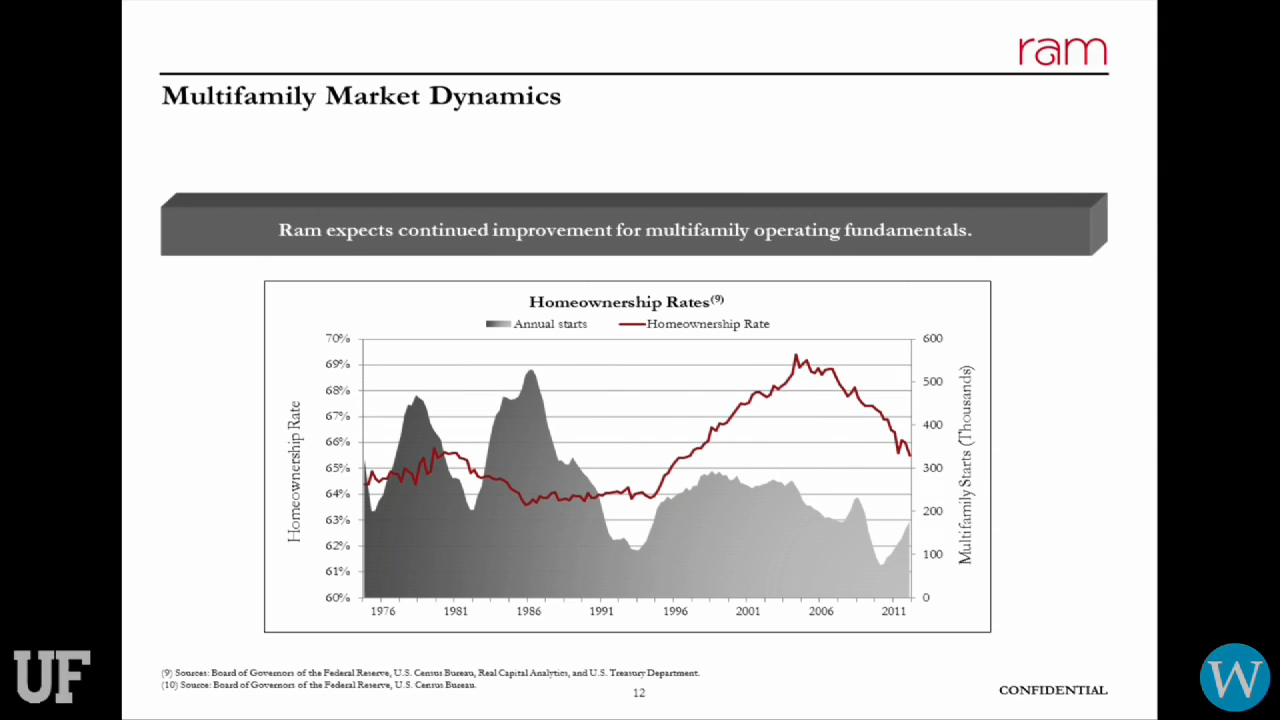 ram
Multifamily Market Dynamics
Ram expects continued improvement for multifamily operating fundamentals.
Homeownership Rates(9)
Annual starts Homeownership Rate
70% 600
69%
68% 500
67%
66% 400
65% 300
64%
63% 200
62%
61% 100
60% 0
Homeownership Rate
Multifamily Starts (Thousands)
1976 1981 1986 1991 1996 2001 2006 2011
(9) Sources: Board of Governors of the Federal Reserve, U.S. Census Bureau, Real Capital Analytics, and U.S. Treasury Department.
(10) Source: Board of Governors of the Federal Reserve, U.S. Census Bureau.
12
CONFIDENTIAL
UF
W